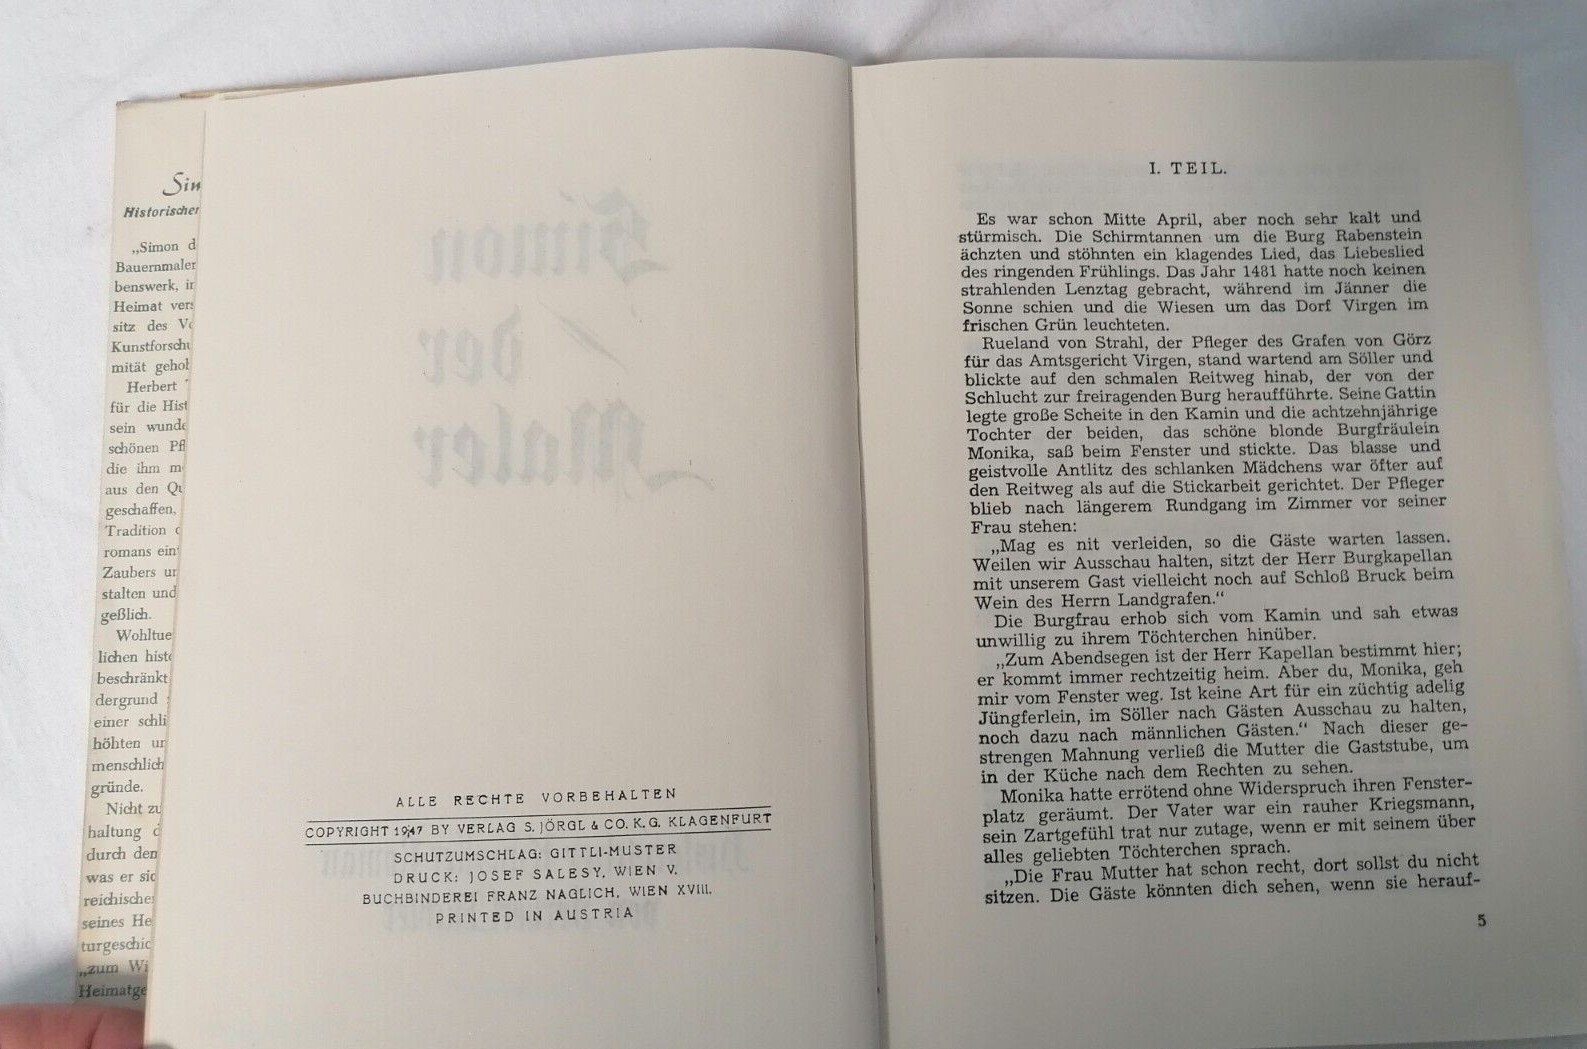 Sin
Historischer
„Simon d
Bauernmaler
benswerk, in
Heimat vers
sitz des Vo
Kunstforschu
mität gehob
Herbert
für die Hist
sein wunde
schönen Pfl
die ihm m
aus den Qu
geschaffen,
Tradition
romans ein
Zaubers un
stalten und
geßlich.
Wohltue
lichen histo
beschränkt
dergrund
einer schli
höhten un
menschlich
gründe.
Nicht zu
haltung d
durch den
was er sic
reichischer
seines He
turgeschic
„zum Wi
Heimatge
Simon
der
Maler
ALLE RECHTE VORBEHALTEN
COPYRIGHT 1947 BY VERLAG S. JÖRGL & CO. K. G. KLAGENFURT
SCHUTZUMSCHLAG: GITTLI-MUSTER
DRUCK: JOSEF SALESY, WIEN V.
BUCHBINDEREI FRANZ NAGLICH, WIEN XVIII.
PRINTED IN AUSTRIA
I. TEIL.
Es war schon Mitte April, aber noch sehr kalt und
stürmisch. Die Schirmtannen um die Burg Rabenstein
ächzten und stöhnten ein klagendes Lied, das Liebeslied
des ringenden Frühlings. Das Jahr 1481 hatte noch keinen
strahlenden Lenztag gebracht, während im Jänner die
Sonne schien und die Wiesen um das Dorf Virgen im
frischen Grün leuchteten.
Rueland von Strahl, der Pfleger des Grafen von Görz
für das Amtsgericht Virgen, stand wartend am Söller und
blickte auf den schmalen Reitweg hinab, der von der
Schlucht zur freiragenden Burg heraufführte. Seine Gattin
legte große Scheite in den Kamin und die achtzehnjährige
Tochter der beiden, das schöne blonde Burgfräulein
Monika, saß beim Fenster und stickte. Das blasse und
geistvolle Antlitz des schlanken Mädchens war öfter auf
den Reitweg als auf die Stickarbeit gerichtet. Der Pfleger
blieb nach längerem Rundgang im Zimmer vor seiner
Frau stehen:
„Mag es nit verleiden, so die Gäste warten lassen.
Weilen wir Ausschau halten, sitzt der Herr Burgkapellan
mit unserem Gast vielleicht noch auf Schloß Bruck beim
Wein des Herrn Landgrafen.“
Die Burgfrau erhob sich vom Kamin und sah etwas
unwillig zu ihrem Töchterchen hinüber.
„Zum Abendsegen ist der Herr Kapellan bestimmt hier;
er kommt immer rechtzeitig heim. Aber du, Monika, geh
mir vom Fenster weg. Ist keine Art für ein züchtig adelig
Jüngferlein, im Söller nach Gästen Ausschau zu halten,
noch dazu nach männlichen Gästen.“ Nach dieser ge-
strengen Mahnung verließ die Mutter die Gaststube, um
in der Küche nach dem Rechten zu sehen.
Monika hatte errötend ohne Widerspruch ihren Fenster-
platz geräumt. Der Vater war ein rauher Kriegsmann,
sein Zartgefühl trat nur zutage, wenn er mit seinem über
alles geliebten Töchterchen sprach.
„Die Frau Mutter hat schon recht, dort sollst du nicht
sitzen. Die Gäste könnten dich sehen, wenn sie herauf-
5